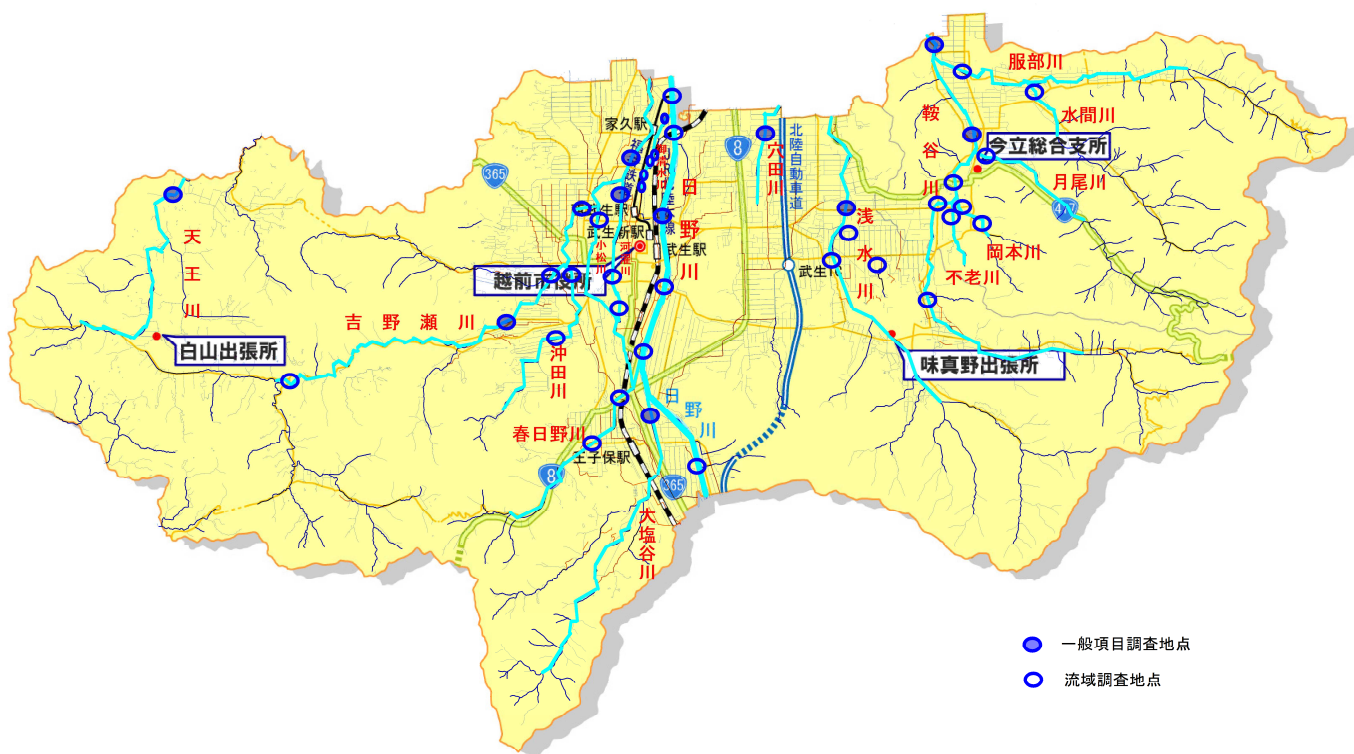 服部川
水間川
鞍谷川
今立総合支所
月尾川
417
岡本川
不老川
家久駅
8
穴田川
北陸自動車道
365
日野川
浅水川
武生新駅
武生駅
小松川
河濯川
越前市役所
武生IC
天王川
白山出張所
吉野瀬川
沖田川
味真野出張所
日野川
春日野川
王子保駅
8
365
大塩谷川
一般項目調査地点
流域調査地点